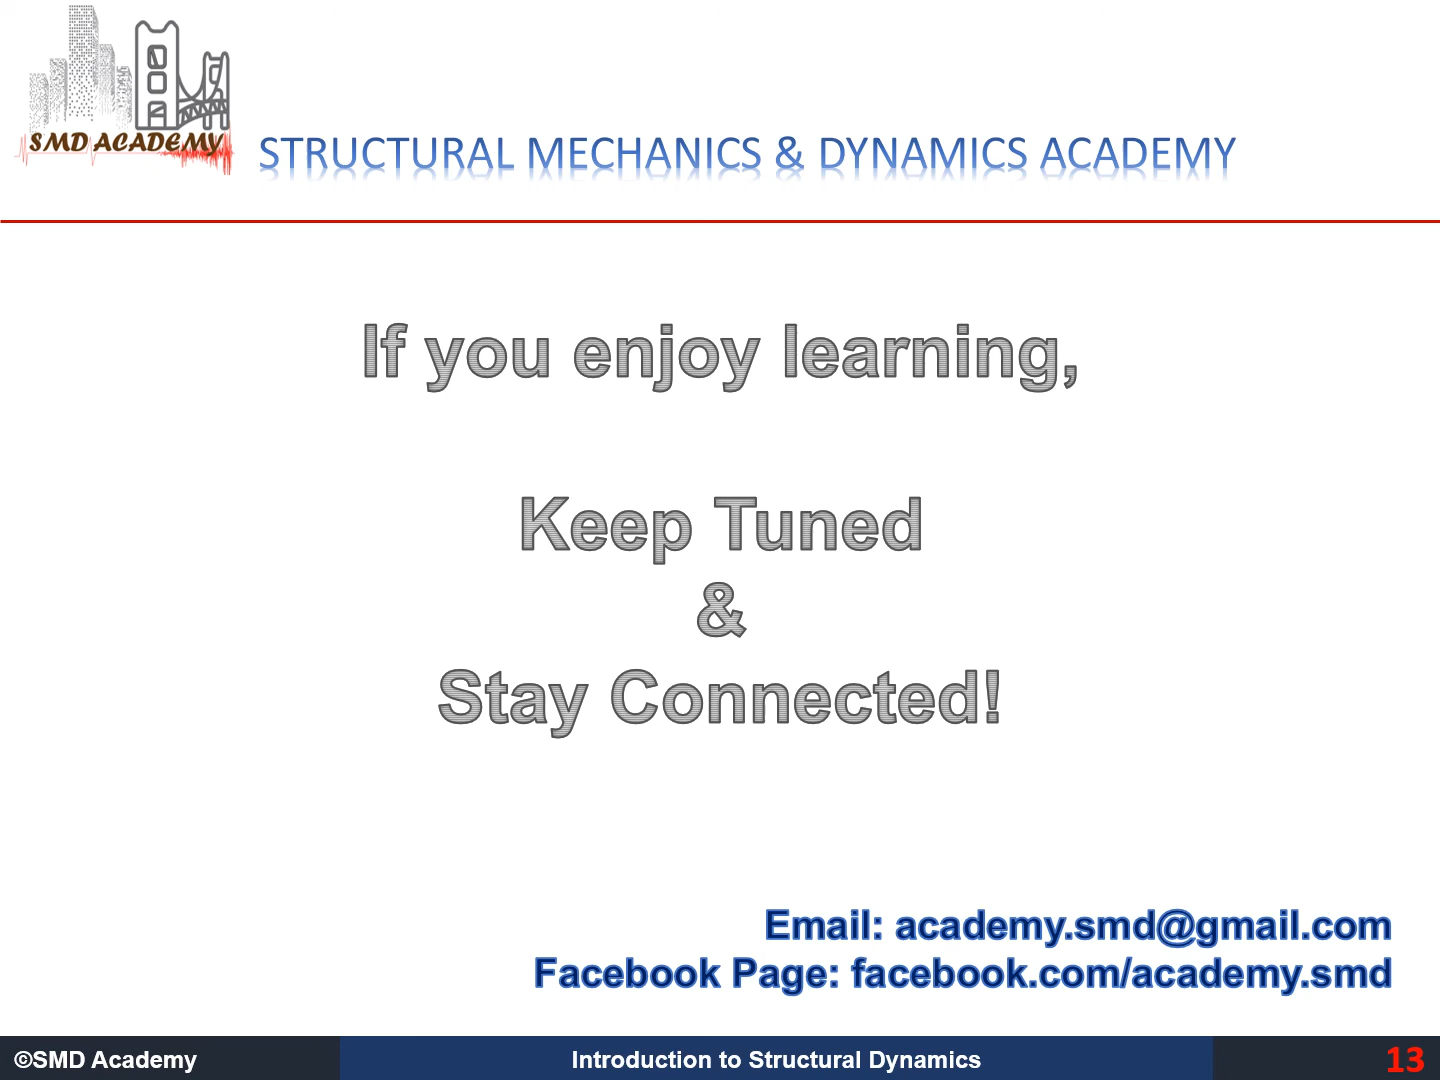 SMD ACADEMY
STRUCTURAL MECHANICS & DYNAMICS ACADEMY
If you enjoy learning,
Keep Tuned
&
Stay Connected!
Email: academy.smd@gmail.com
Facebook Page: facebook.com/academy.smd
©SMD Academy
Introduction to Structural Dynamics
13